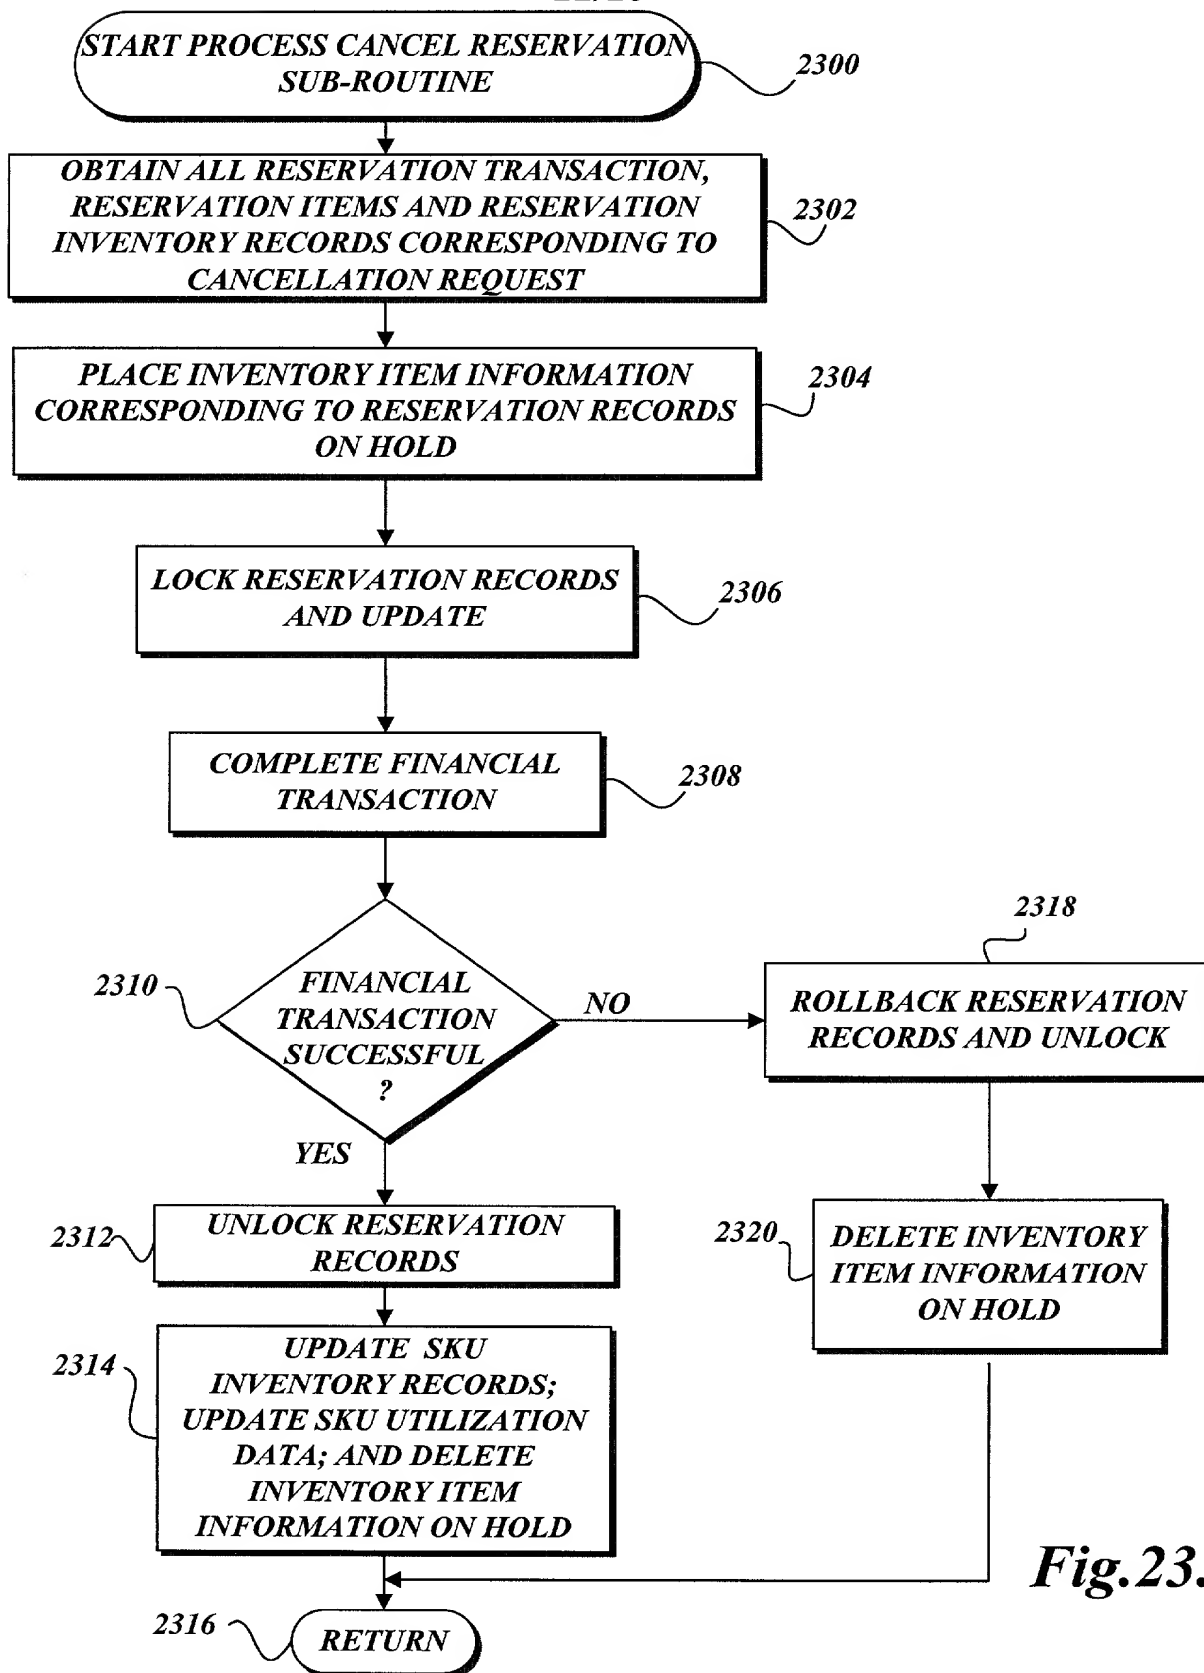 START PROCESS CANCEL RESERVATION
SUB-ROUTINE
2300
OBTAIN ALL RESERVATION TRANSACTION,
RESERVATION ITEMS AND RESERVATION
INVENTORY RECORDS CORRESPONDING TO
CANCELLATION REQUEST
2302
PLACE INVENTORY ITEM INFORMATION
CORRESPONDING TO RESERVATION RECORDS
ON HOLD
2304
LOCK RESERVATION RECORDS
AND UPDATE
2306
COMPLETE FINANCIAL
TRANSACTION
2308
2310
FINANCIAL
TRANSACTION
SUCCESSFUL
?
NO
YES
2318
ROLLBACK RESERVATION
RECORDS AND UNLOCK
2312
UNLOCK RESERVATION
RECORDS
2320
DELETE INVENTORY
ITEM INFORMATION
ON HOLD
2314
UPDATE SKU
INVENTORY RECORDS;
UPDATE SKU UTILIZATION
DATA; AND DELETE
INVENTORY ITEM
INFORMATION ON HOLD
2316
RETURN
Fig.23.